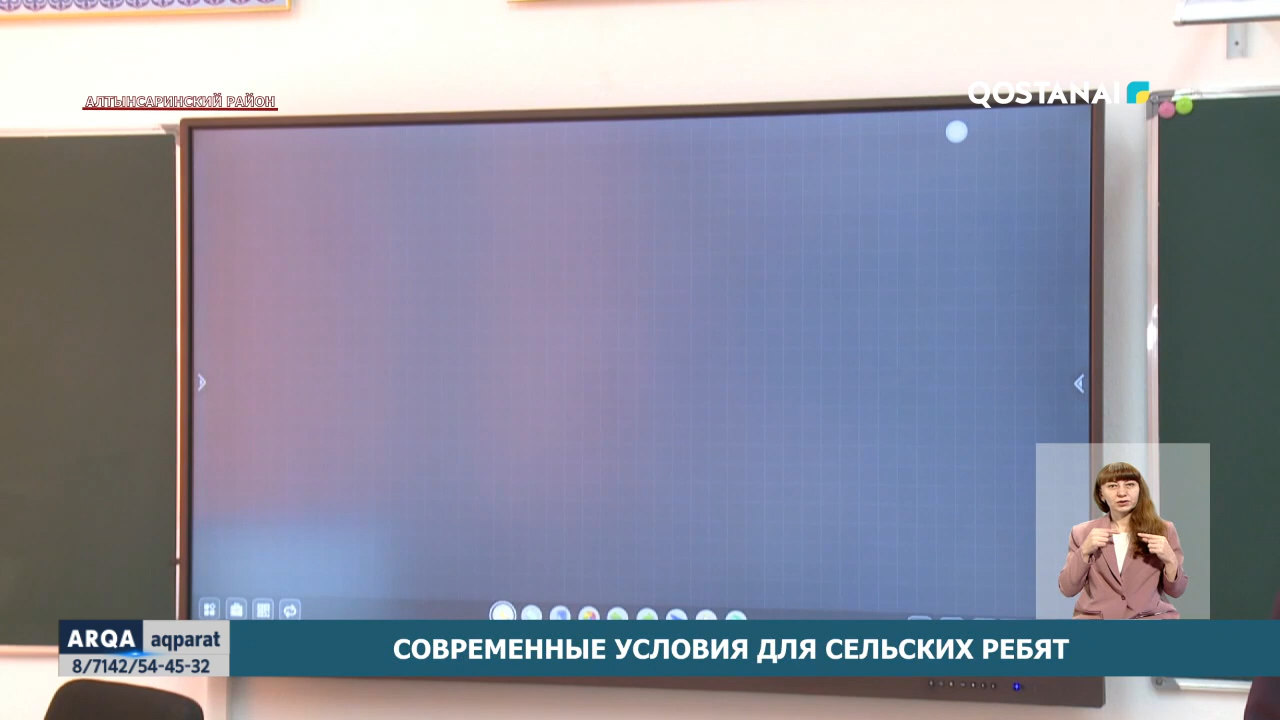 АЛТЫНСАРИНСКИЙ РАЙОН
QOSTANAI
ARQA aqparat
8/7142/54-45-32
СОВРЕМЕННЫЕ УСЛОВИЯ ДЛЯ СЕЛЬСКИХ РЕБЯТ